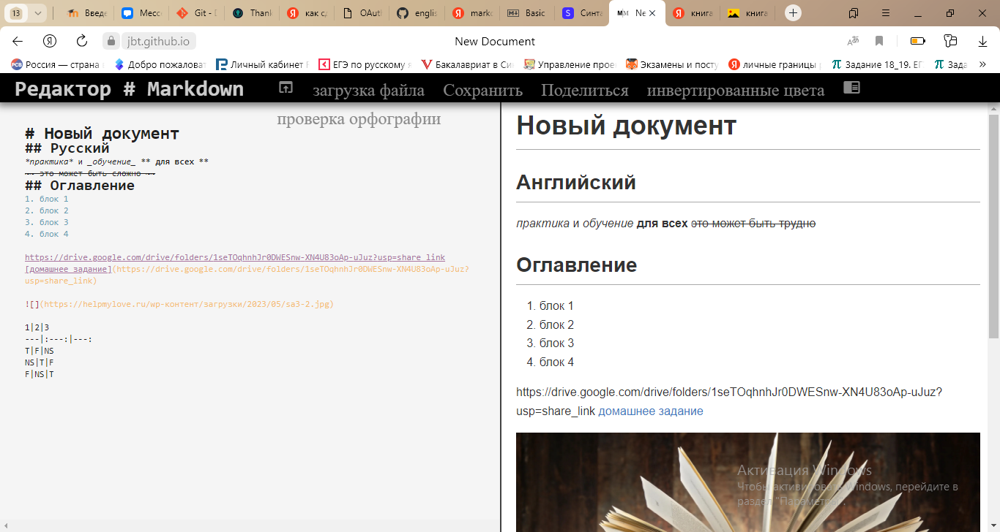 13
Введе
Месс
Git - D
Thank
как сд
OAuth
englis
marko
Basic
Синта
Ne
книга
книга
jbt.github.io
New Document
Россия — страна
Добро пожаловат
Личный кабинет
ЕГЭ по русскому я
Бакалавриат в Си
Управление прое
Экзамены и посту
личные границы
Задание 18_19. ЕГ
Зада
»
Редактор # Markdown
загрузка файла
Сохранить
Поделиться
инвертированные цвета
проверка орфографии
# Новый документ
## Русский
*практика* и _обучение_ ** для всех **
~~ это может быть сложно ~~
## Оглавление
1. блок 1
2. блок 2
3. блок 3
4. блок 4
https://drive.google.com/drive/folders/1seTOqhnhJr0DWESnw-XN4U83oAp-uJuz?usp=share_link
[домашнее задание](https://drive.google.com/drive/folders/1seTOqhnhJr0DWESnw-XN4U83oAp-uJuz?
usp=share_link)
![](https://helpmylove.ru/wp-контент/загрузки/2023/05/sa3-2.jpg)
1|2|3
---|:---:|---:
T|F|NS
NS|T|F
F|NS|T
Новый документ
Английский
практика и обучение для всех это может быть трудно
Оглавление
1. блок 1
2. блок 2
3. блок 3
4. блок 4
https://drive.google.com/drive/folders/1seTOqhnhJr0DWESnw-XN4U83oAp-uJuz?
usp=share_link домашнее задание
Активация Windows
Чтобы активировать Windows, перейдите в
раздел "Параметры".